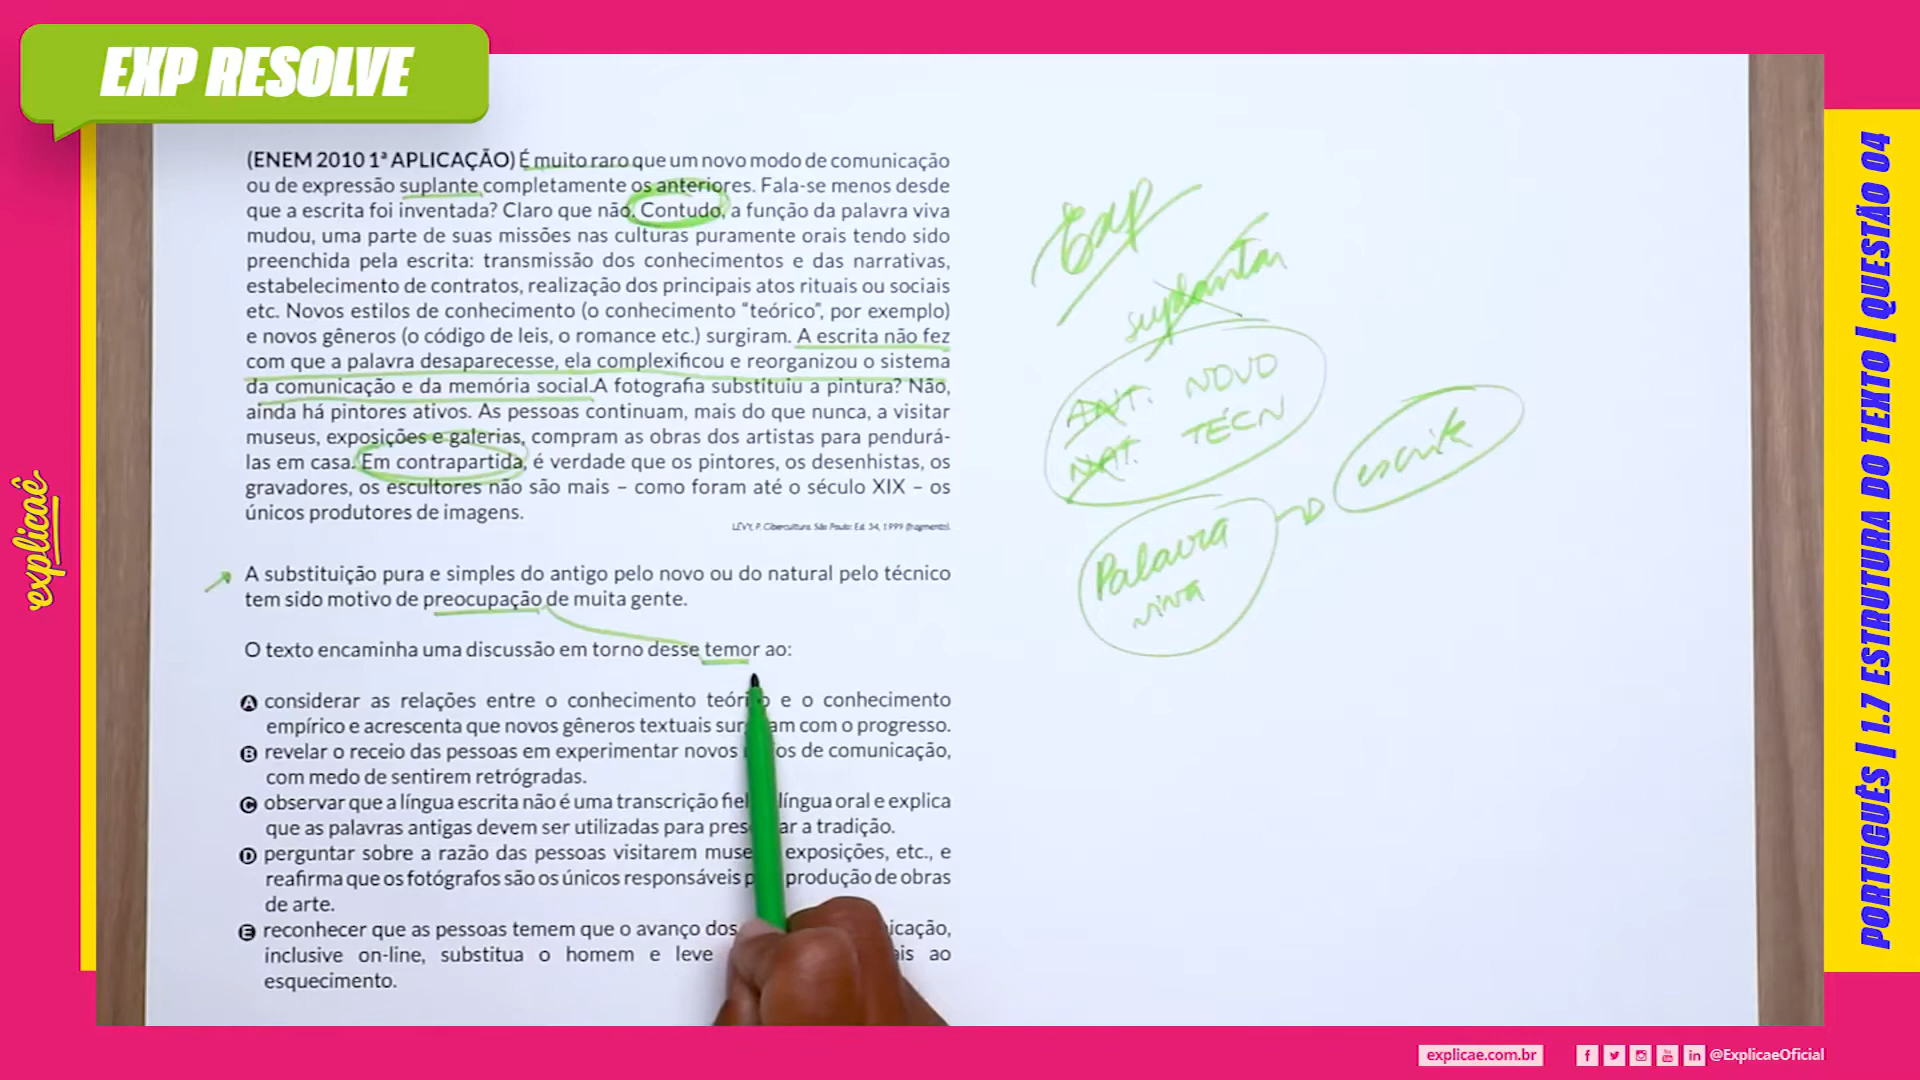 EXP RESOLVE
(ENEM 2010 1ª APLICAÇÃO) É muito raro que um novo modo de comunicação
ou de expressão suplante completamente os anteriores. Fala-se menos desde
que a escrita foi inventada? Claro que não. Contudo, a função da palavra viva
mudou, uma parte de suas missões nas culturas puramente orais tendo sido
preenchida pela escrita: transmissão dos conhecimentos e das narrativas,
estabelecimento de contratos, realização dos principais atos rituais ou sociais
etc. Novos estilos de conhecimento (o conhecimento “teórico”, por exemplo)
e novos gêneros (o código de leis, o romance etc.) surgiram. A escrita não fez
com que a palavra desaparecesse, ela complexificou e reorganizou o sistema
da comunicação e da memória social.A fotografia substituiu a pintura? Não,
ainda há pintores ativos. As pessoas continuam, mais do que nunca, a visitar
museus, exposições e galerias, compram as obras dos artistas para pendurá-
las em casa. Em contrapartida, é verdade que os pintores, os desenhistas, os
gravadores, os escultores não são mais – como foram até o século XIX – os
únicos produtores de imagens.
LÉVY, P. Cibercultura. São Paulo: Ed. 34, 1999 (fragmento).
A substituição pura e simples do antigo pelo novo ou do natural pelo técnico
tem sido motivo de preocupação de muita gente.
O texto encaminha uma discussão em torno desse temor ao:
A considerar as relações entre o conhecimento e o conhecimento
empírico e acrescenta que novos gêneros textuais com o progresso.
B revelar o receio das pessoas em experimentar novos de comunicação,
com medo de sentirem retrógradas.
C observar que a língua escrita não é uma transcrição língua oral e explica
que as palavras antigas devem ser utilizadas para a tradição.
D perguntar sobre a razão das pessoas visitarem exposições, etc., e
reafirma que os fotógrafos são os únicos responsáveis produção de obras
de arte.
E reconhecer que as pessoas temem que o avanço dos
inclusive on-line, substitua o homem e leve ao
esquecimento.
Exp
suplantar
ANT. NOVO
NAT. TÉCN
Palavra
viva
escrita
explicaê
PORTUGUÊS | 1.7 ESTRUTURA DO TEXTO | QUESTÃO 04
explicae.com.br
@ExplicaeOficial